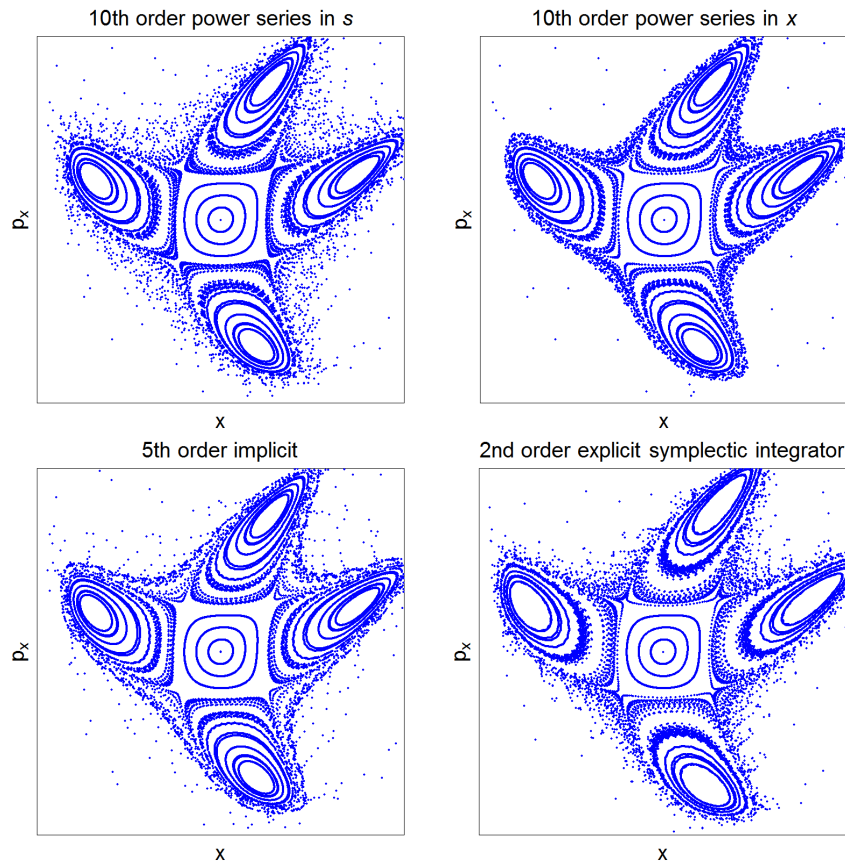 10th order power series in s
10th order power series in x
pₓ
pₓ
x
x
5th order implicit
2nd order explicit symplectic integrator
pₓ
pₓ
x
x